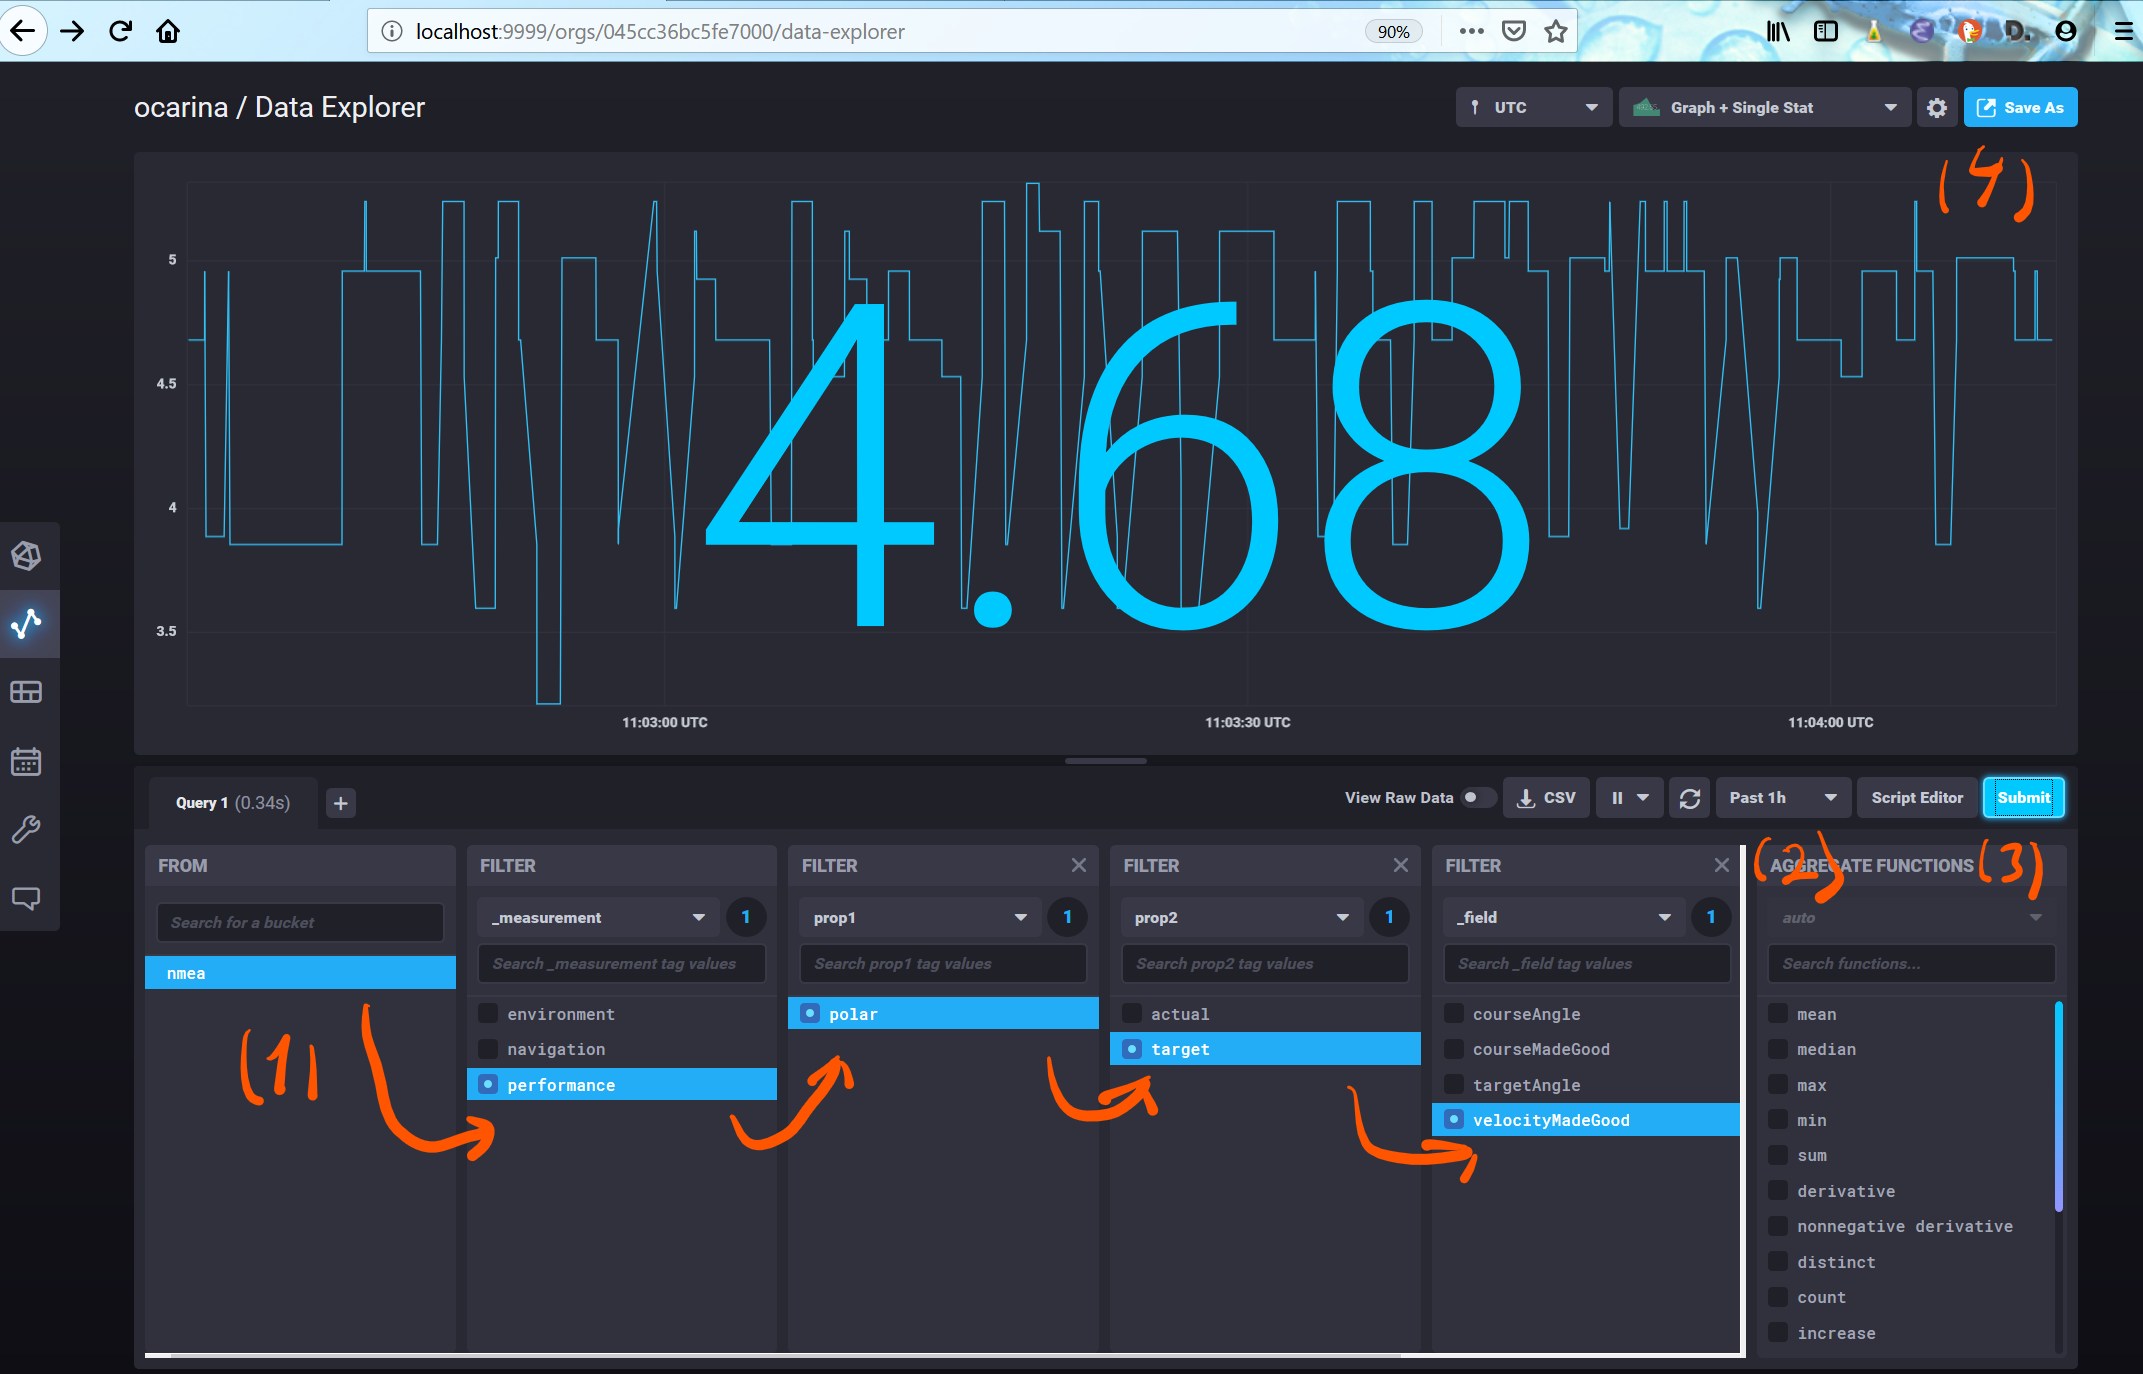 localhost:9999/orgs/045cc36bc5fe7000/data-explorer
90%
ocarina / Data Explorer
UTC
Graph + Single Stat
Save As
(4)
5
4.5
4
3.5
4.68
11:03:00 UTC
11:03:30 UTC
11:04:00 UTC
Query 1 (0.34s)
+
View Raw Data
CSV
Past 1h
Script Editor
Submit
FROM
Search for a bucket
nmea
(1)
FILTER
_measurement
1
Search _measurement tag values
environment
navigation
performance
FILTER
prop1
1
Search prop1 tag values
polar
FILTER
prop2
1
Search prop2 tag values
actual
target
FILTER
_field
1
Search _field tag values
courseAngle
courseMadeGood
targetAngle
velocityMadeGood
(2)
AGGREGATE FUNCTIONS
(3)
auto
Search functions...
mean
median
max
min
sum
derivative
nonnegative derivative
distinct
count
increase